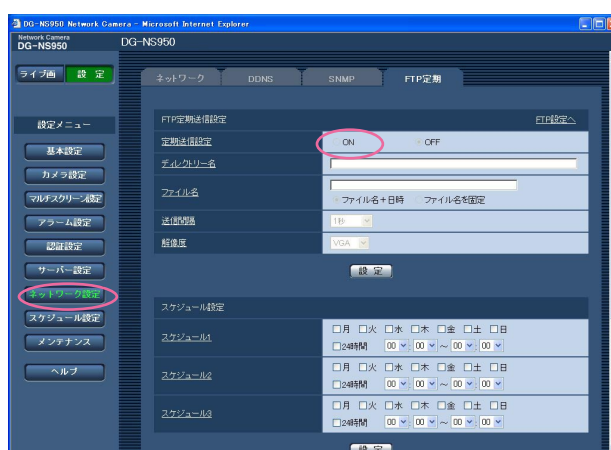 DG-NS950 Network Camera - Microsoft Internet Explorer
Network Camera
DG-NS950
DG-NS950
ライブ画 設 定
ネットワーク DDNS SNMP FTP定期
設定メニュー
基本設定
カメラ設定
マルチスクリーン設定
アラーム設定
認証設定
サーバー設定
ネットワーク設定
スケジュール設定
メンテナンス
ヘルプ
FTP定期送信設定 FTP設定へ
定期送信設定 ON OFF
ディレクトリー名
ファイル名
ファイル名+日時 ファイル名を固定
送信間隔 1秒
解像度 VGA
設 定
スケジュール設定
スケジュール1 月 火 水 木 金 土 日
24時間 00 : 00 ~ 00 : 00
スケジュール2 月 火 水 木 金 土 日
24時間 00 : 00 ~ 00 : 00
スケジュール3 月 火 水 木 金 土 日
24時間 00 : 00 ~ 00 : 00
設 定